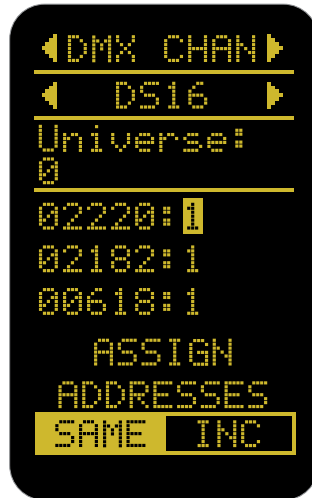 DMX CHAN
DS16
Universe:
0
02220:1
02182:1
00618:1
ASSIGN
ADDRESSES
SAME INC